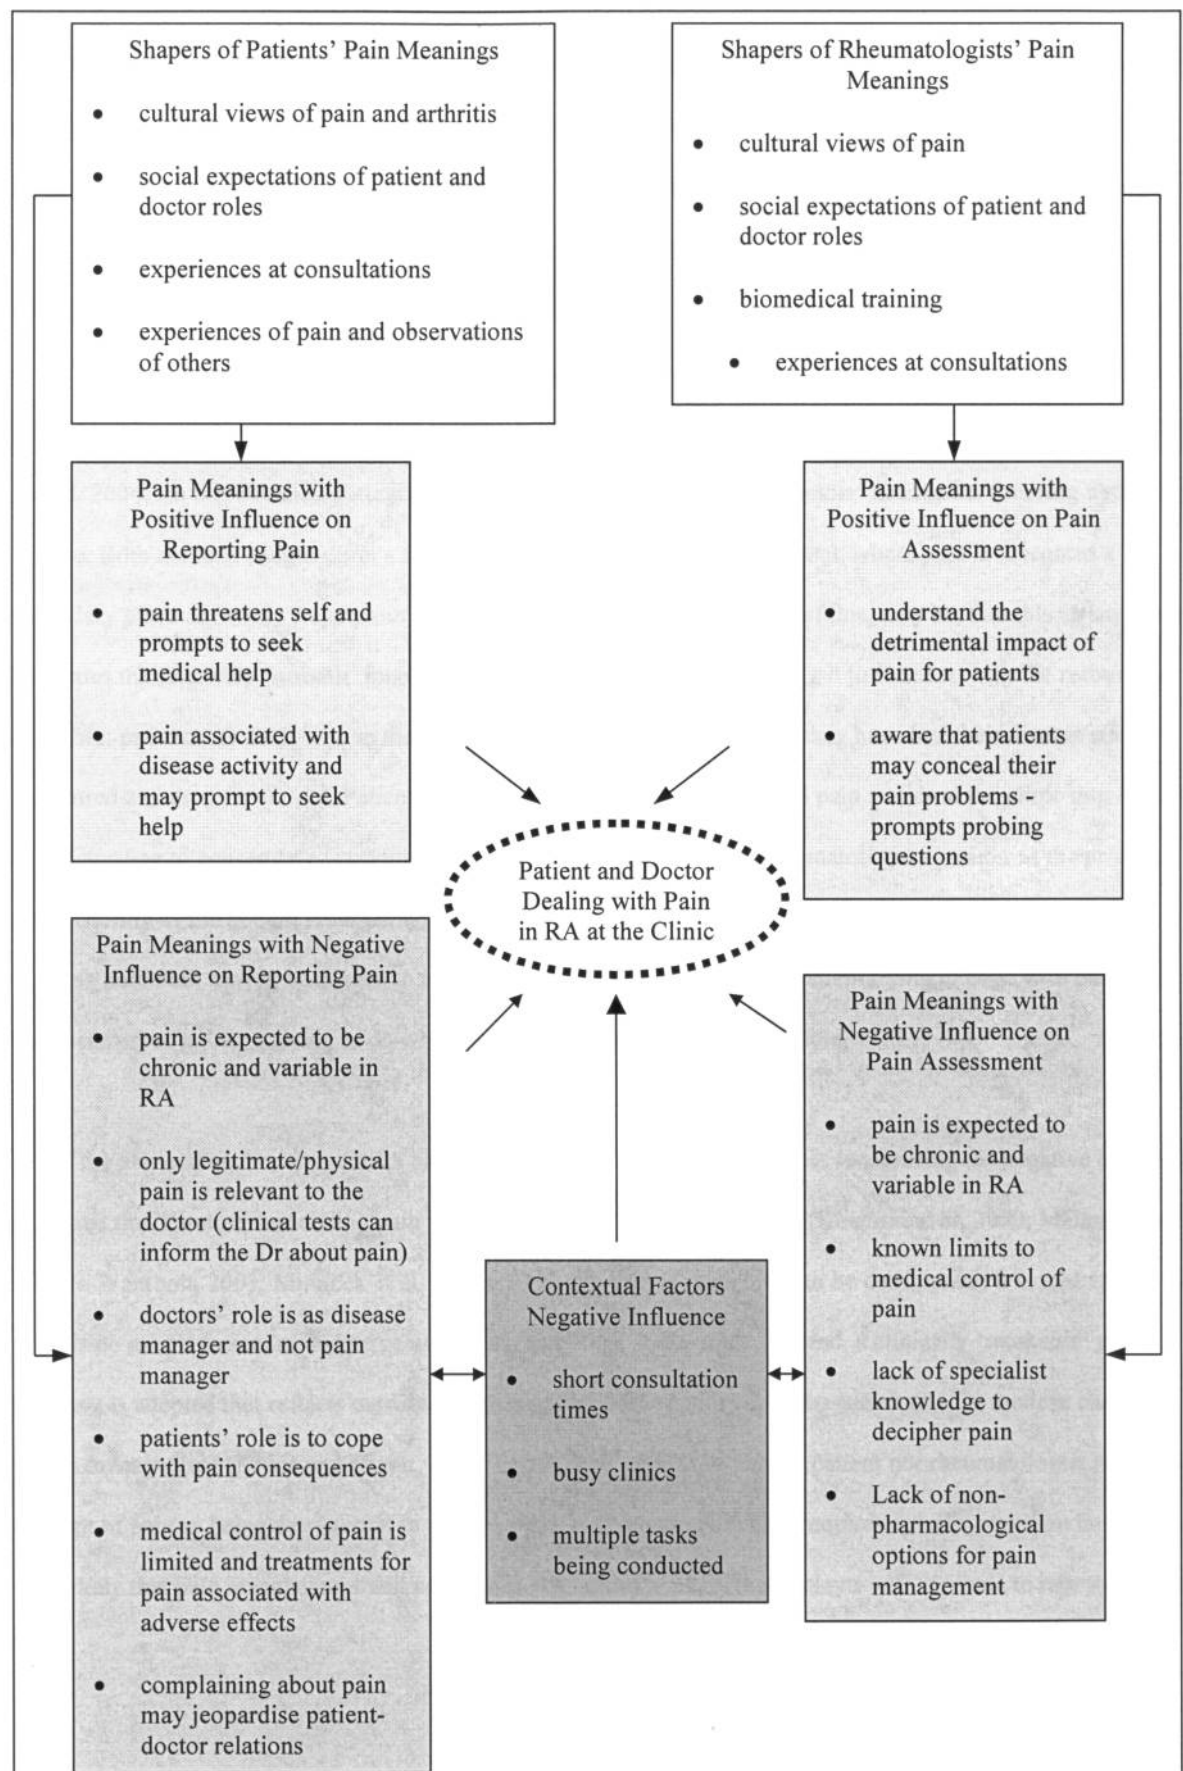 Shapers of Patients' Pain Meanings
• cultural views of pain and arthritis
• social expectations of patient and
doctor roles
• experiences at consultations
• experiences of pain and observations
of others
Shapers of Rheumatologists' Pain
Meanings
• cultural views of pain
• social expectations of patient and
doctor roles
• biomedical training
• experiences at consultations
Pain Meanings with
Positive Influence on
Reporting Pain
• pain threatens self and
prompts to seek
medical help
• pain associated with
disease activity and
may prompt to seek
help
Pain Meanings with
Positive Influence on Pain
Assessment
• understand the
detrimental impact of
pain for patients
• aware that patients
may conceal their
pain problems -
prompts probing
questions
Patient and Doctor
Dealing with Pain
in RA at the Clinic
Pain Meanings with Negative
Influence on Reporting Pain
• pain is expected to be
chronic and variable in
RA
• only legitimate/physical
pain is relevant to the
doctor (clinical tests can
inform the Dr about pain)
• doctors' role is as disease
manager and not pain
manager
• patients' role is to cope
with pain consequences
• medical control of pain is
limited and treatments for
pain associated with
adverse effects
• complaining about pain
may jeopardise patient-
doctor relations
Contextual Factors
Negative Influence
• short consultation
times
• busy clinics
• multiple tasks
being conducted
Pain Meanings with
Negative Influence on
Pain Assessment
• pain is expected to
be chronic and
variable in RA
• known limits to
medical control of
pain
• lack of specialist
knowledge to
decipher pain
• Lack of non-
pharmacological
options for pain
management